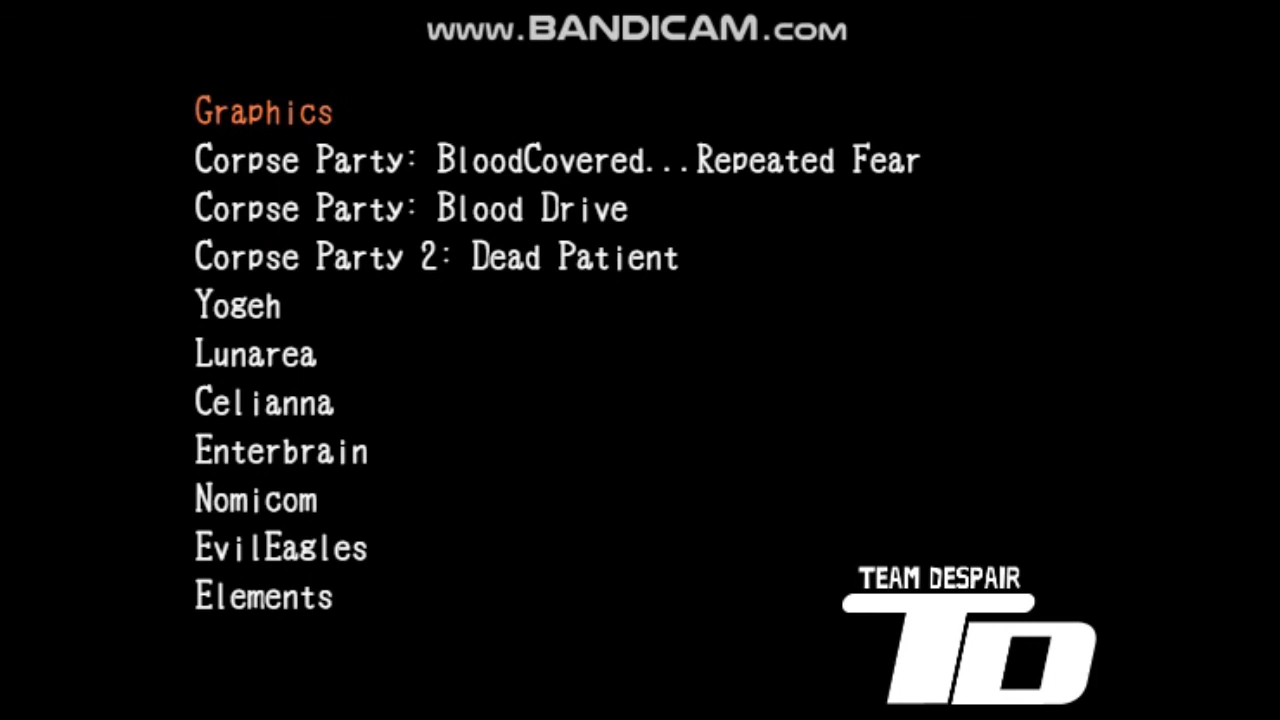 www.BANDICAM.com
Graphics
Corpse Party: BloodCovered...Repeated Fear
Corpse Party: Blood Drive
Corpse Party 2: Dead Patient
Yogeh
Lunarea
Celianna
Enterbrain
Nomicom
EvilEagles
Elements
TEAM DESPAIR
TD